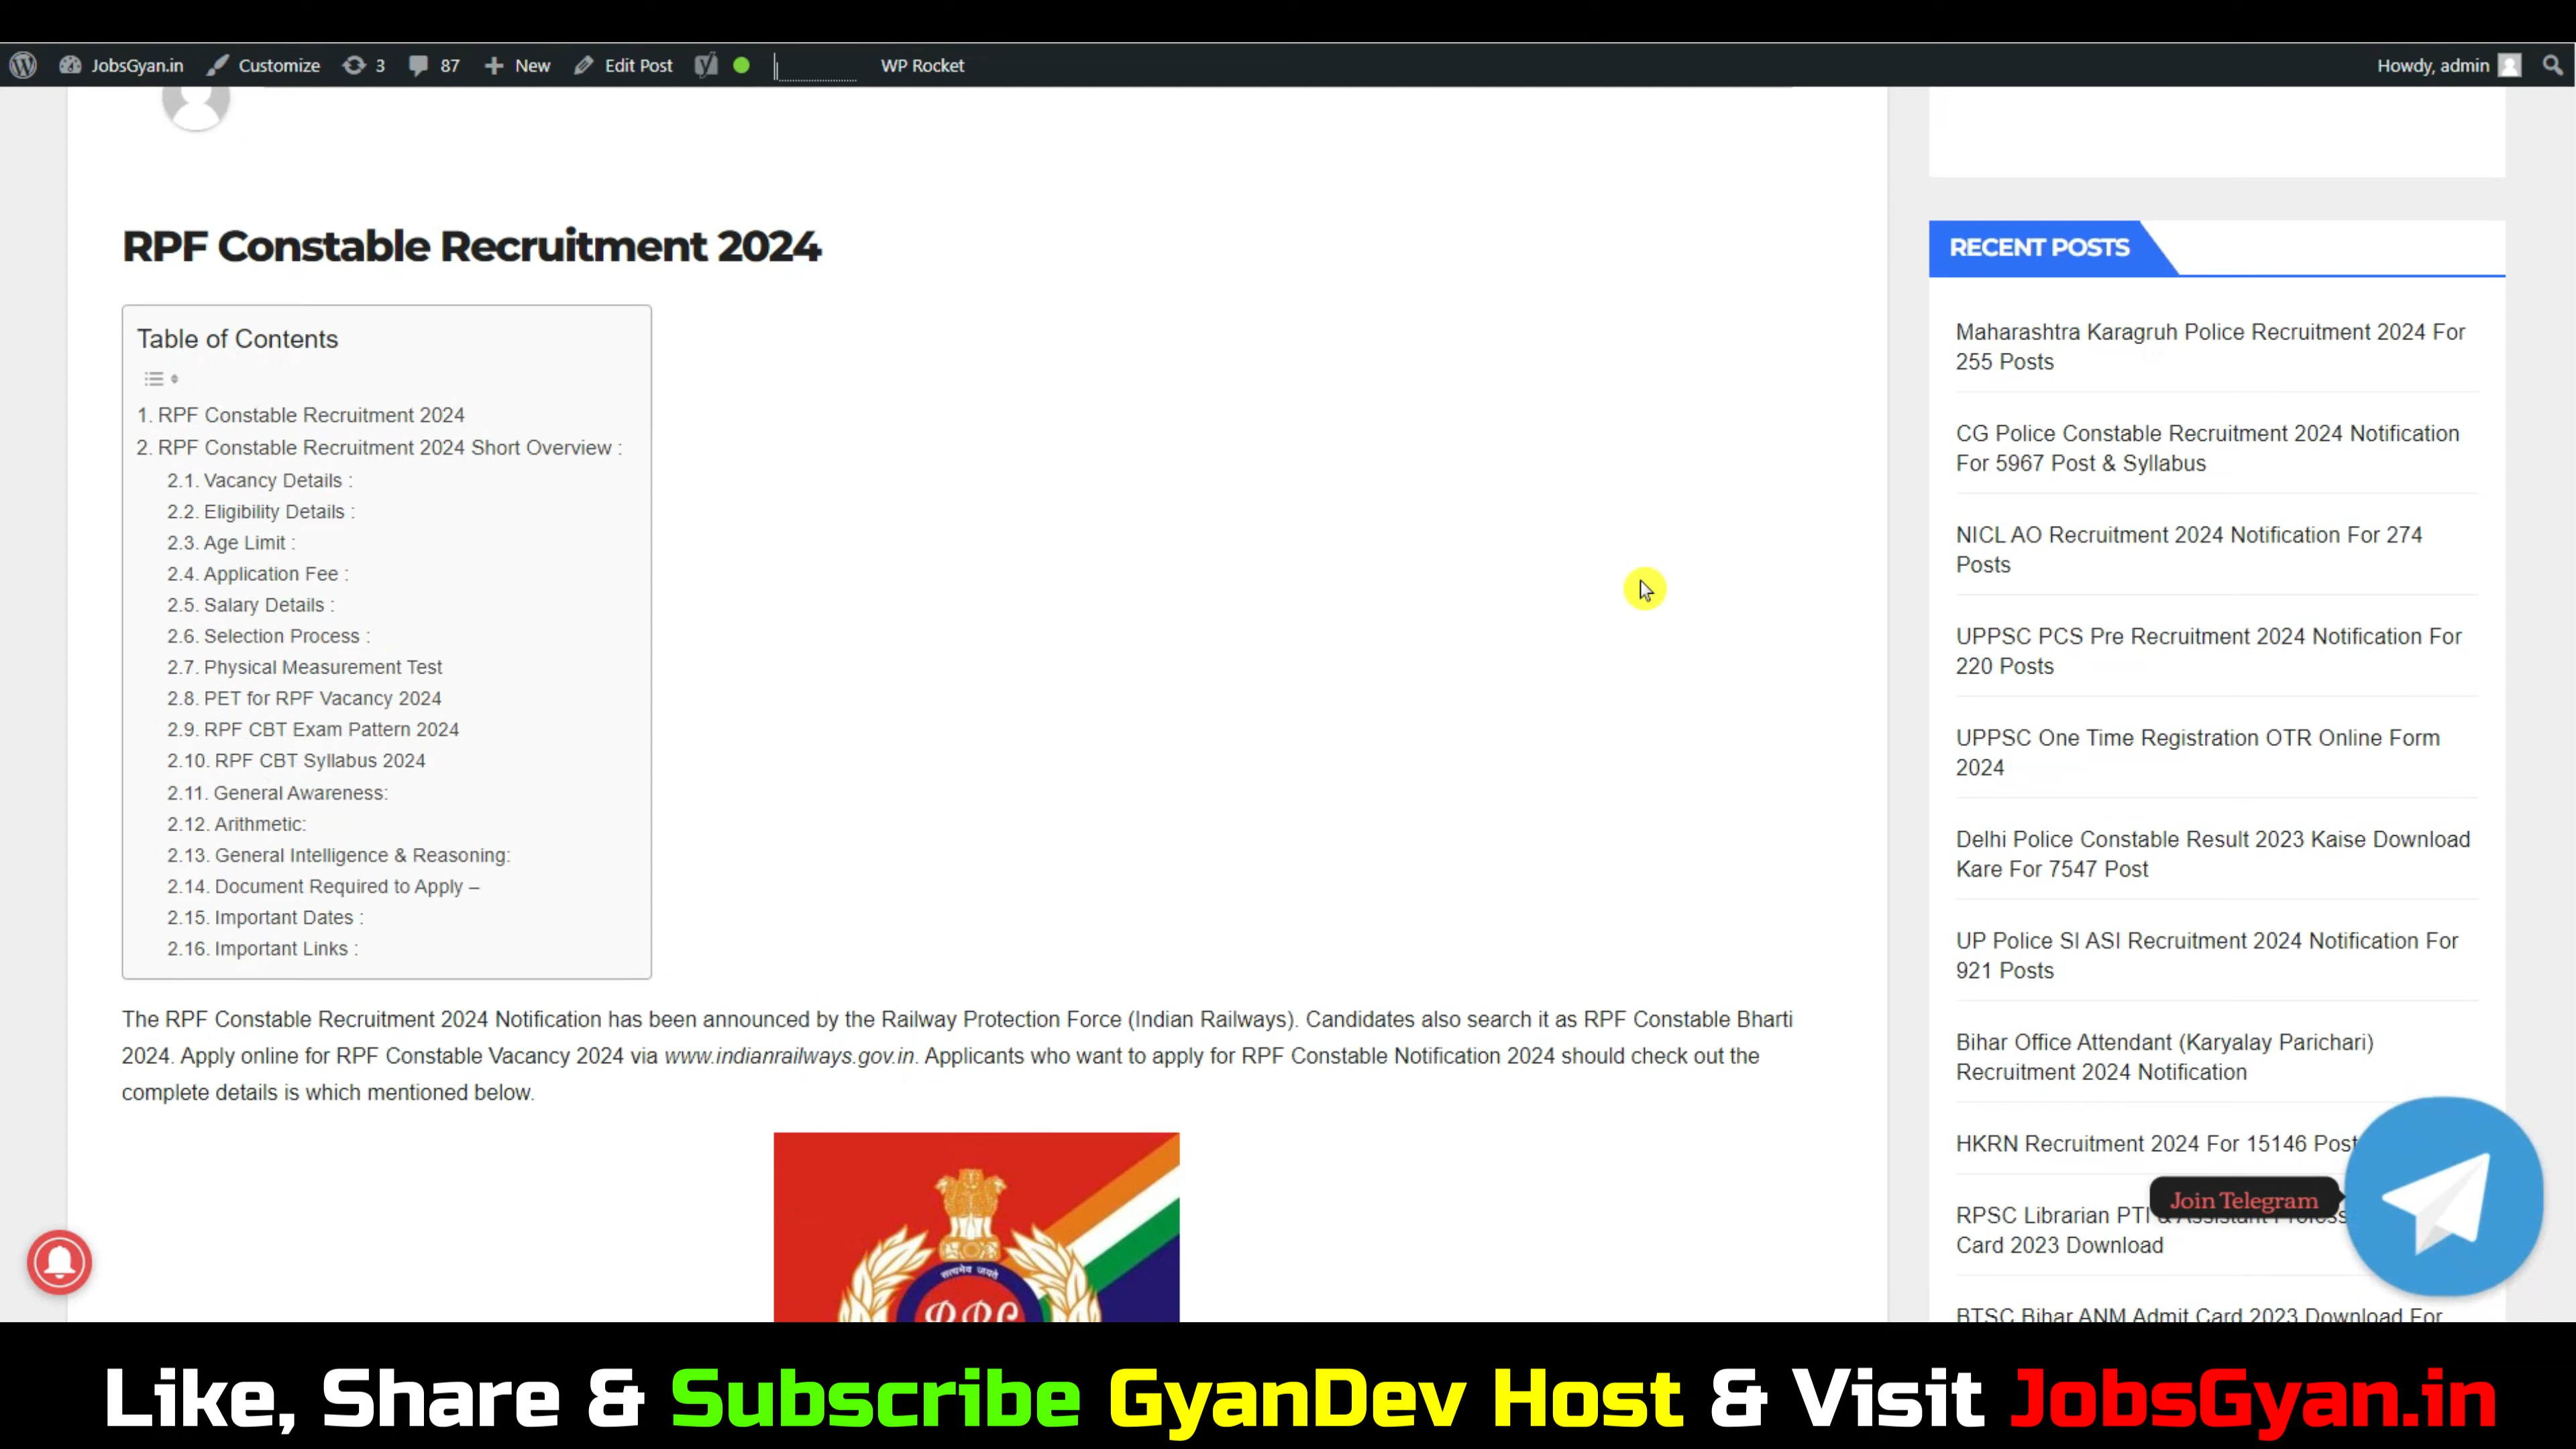 JobsGyan.in Customize 3 87 New Edit Post WP Rocket Howdy, admin
RPF Constable Recruitment 2024
Table of Contents
1. RPF Constable Recruitment 2024
2. RPF Constable Recruitment 2024 Short Overview :
2.1. Vacancy Details :
2.2. Eligibility Details :
2.3. Age Limit :
2.4. Application Fee :
2.5. Salary Details :
2.6. Selection Process :
2.7. Physical Measurement Test
2.8. PET for RPF Vacancy 2024
2.9. RPF CBT Exam Pattern 2024
2.10. RPF CBT Syllabus 2024
2.11. General Awareness:
2.12. Arithmetic:
2.13. General Intelligence & Reasoning:
2.14. Document Required to Apply –
2.15. Important Dates :
2.16. Important Links :
The RPF Constable Recruitment 2024 Notification has been announced by the Railway Protection Force (Indian Railways). Candidates also search it as RPF Constable Bharti
2024. Apply online for RPF Constable Vacancy 2024 via www.indianrailways.gov.in. Applicants who want to apply for RPF Constable Notification 2024 should check out the
complete details is which mentioned below.
सत्यमेव जयते
RECENT POSTS
Maharashtra Karagruh Police Recruitment 2024 For
255 Posts
CG Police Constable Recruitment 2024 Notification
For 5967 Post & Syllabus
NICL AO Recruitment 2024 Notification For 274
Posts
UPPSC PCS Pre Recruitment 2024 Notification For
220 Posts
UPPSC One Time Registration OTR Online Form
2024
Delhi Police Constable Result 2023 Kaise Download
Kare For 7547 Post
UP Police SI ASI Recruitment 2024 Notification For
921 Posts
Bihar Office Attendant (Karyalay Parichari)
Recruitment 2024 Notification
HKRN Recruitment 2024 For 15146 Post
Join Telegram
RPSC Librarian PTI & Assistant
Card 2023 Download
BTSC Bihar ANM Admit Card 2023 Download For
Like, Share & Subscribe GyanDev Host & Visit JobsGyan.in